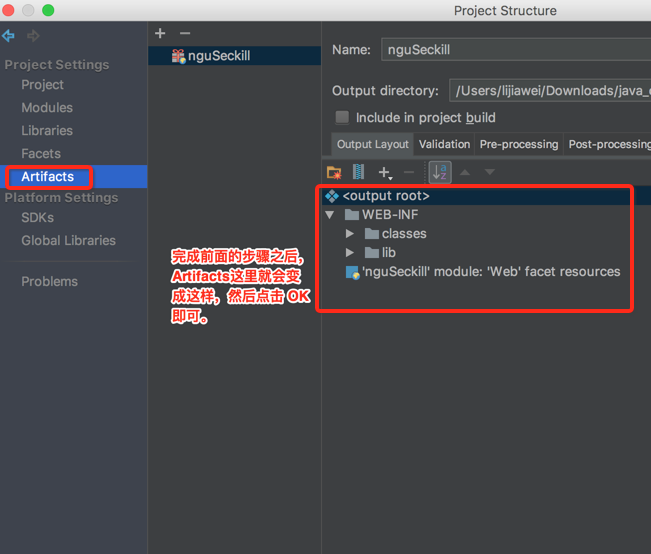 Project Structure
Project Settings
Project
Modules
Libraries
Facets
Artifacts
Platform Settings
SDKs
Global Libraries
Problems
nguSeckill
Name: nguSeckill
Output directory: /Users/lijiawei/Downloads/java_
Include in project build
Output Layout Validation Pre-processing Post-processing
<output root>
WEB-INF
classes
lib
'nguSeckill' module: 'Web' facet resources
完成前面的步骤之后，
Artifacts这里就会变
成这样，然后点击 OK
即可。